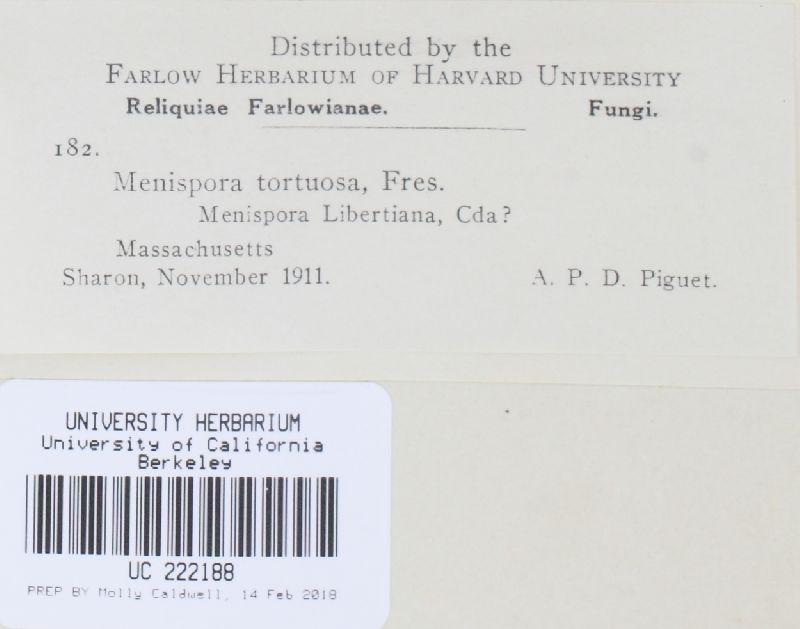 Distributed by the
FARLOW HERBARIUM OF HARVARD UNIVERSITY
Reliquiae Farlowianae. Fungi.
182.
Menispora tortuosa, Fres.
Menispora Libertiana, Cda?
Massachusetts
Sharon, November 1911. A. P. D. Piguet.
UNIVERSITY HERBARIUM
University of California
Berkeley
UC 222188
PREP BY Molly Caldwell, 14 Feb 2018